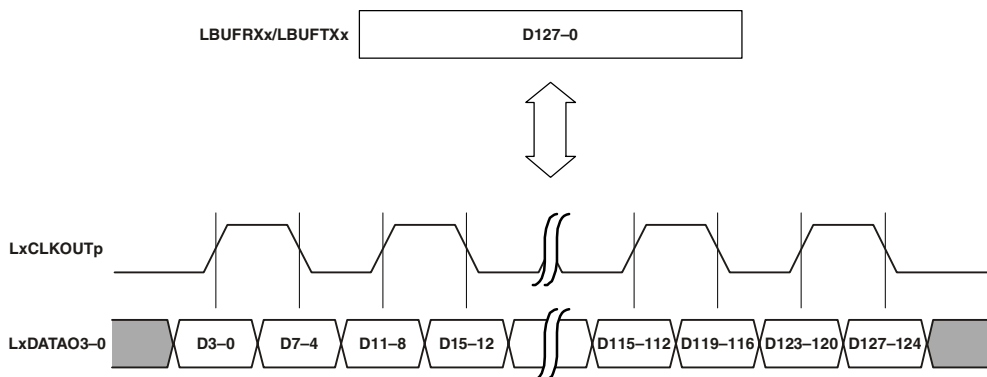 LBUFRXx/LBUFTXx D127–0
LxCLKOUTp
LxDATAO3–0 D3–0 D7–4 D11–8 D15–12 D115–112 D119–116 D123–120 D127–124